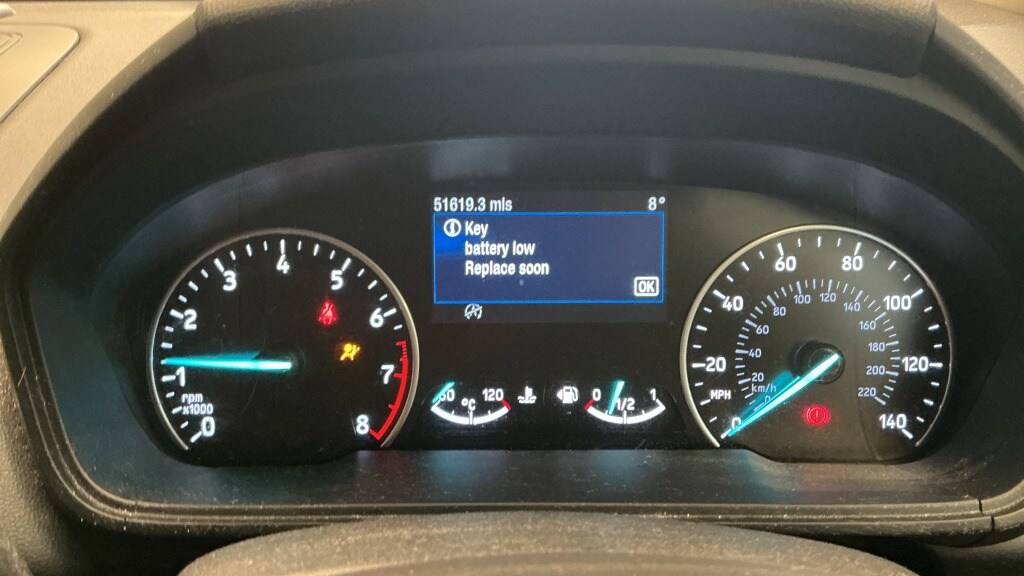 51619.3 mls 8°
Key
battery low
Replace soon
OK
0 1 2 3 4 5 6 7 8
rpm
x1000
60 120
°C
0 1/2 1
0 20 40 60 80 100 120 140
MPH
0 20 40 60 80 100 120 140 160 180 200 220
km/h